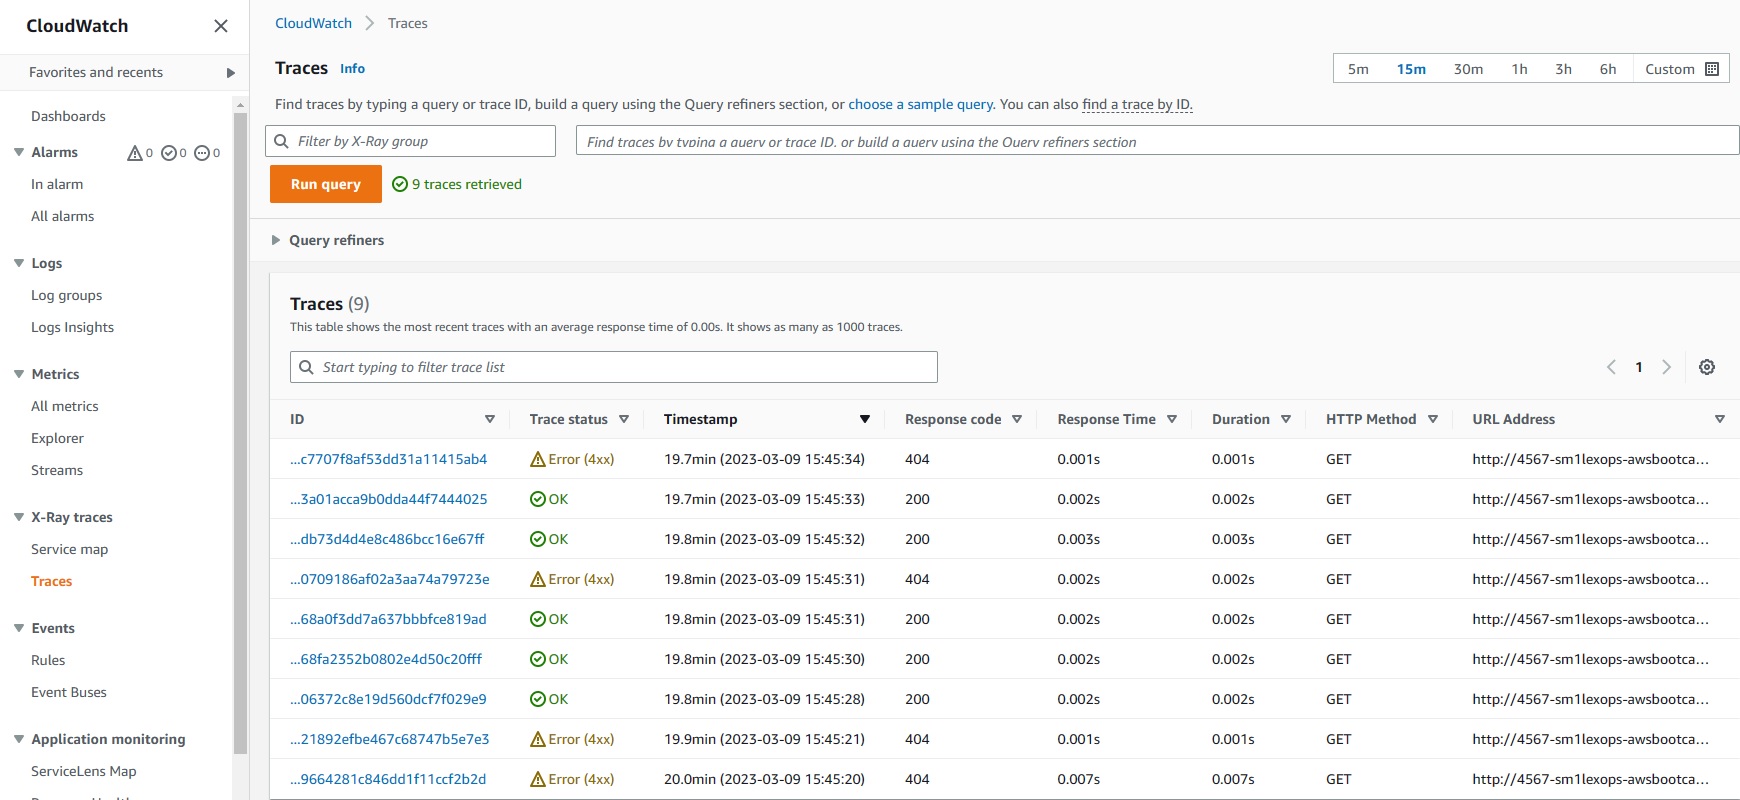 CloudWatch
Favorites and recents
Dashboards
Alarms 0 0 0
In alarm
All alarms
Logs
Log groups
Logs Insights
Metrics
All metrics
Explorer
Streams
X-Ray traces
Service map
Traces
Events
Rules
Event Buses
Application monitoring
ServiceLens Map
CloudWatch Traces
Traces Info
5m 15m 30m 1h 3h 6h Custom
Find traces by typing a query or trace ID, build a query using the Query refiners section, or choose a sample query. You can also find a trace by ID.
Filter by X-Ray group
Find traces by typing a query or trace ID, or build a query using the Query refiners section
Run query 9 traces retrieved
Query refiners
Traces (9)
This table shows the most recent traces with an average response time of 0.00s. It shows as many as 1000 traces.
Start typing to filter trace list
1
ID Trace status Timestamp Response code Response Time Duration HTTP Method URL Address
...c7707f8af53dd31a11415ab4 Error (4xx) 19.7min (2023-03-09 15:45:34) 404 0.001s 0.001s GET http://4567-sm1lexops-awsbootca...
...3a01acca9b0dda44f7444025 OK 19.7min (2023-03-09 15:45:33) 200 0.002s 0.002s GET http://4567-sm1lexops-awsbootca...
...db73d4d4e8c486bcc16e67ff OK 19.8min (2023-03-09 15:45:32) 200 0.003s 0.003s GET http://4567-sm1lexops-awsbootca...
...0709186af02a3aa74a79723e Error (4xx) 19.8min (2023-03-09 15:45:31) 404 0.002s 0.002s GET http://4567-sm1lexops-awsbootca...
...68a0f3dd7a637bbbfce819ad OK 19.8min (2023-03-09 15:45:31) 200 0.002s 0.002s GET http://4567-sm1lexops-awsbootca...
...68fa2352b0802e4d50c20fff OK 19.8min (2023-03-09 15:45:30) 200 0.002s 0.002s GET http://4567-sm1lexops-awsbootca...
...06372c8e19d560dcf7f029e9 OK 19.8min (2023-03-09 15:45:28) 200 0.002s 0.002s GET http://4567-sm1lexops-awsbootca...
...21892efbe467c68747b5e7e3 Error (4xx) 19.9min (2023-03-09 15:45:21) 404 0.001s 0.001s GET http://4567-sm1lexops-awsbootca...
...9664281c846dd1f11ccf2b2d Error (4xx) 20.0min (2023-03-09 15:45:20) 404 0.007s 0.007s GET http://4567-sm1lexops-awsbootca...